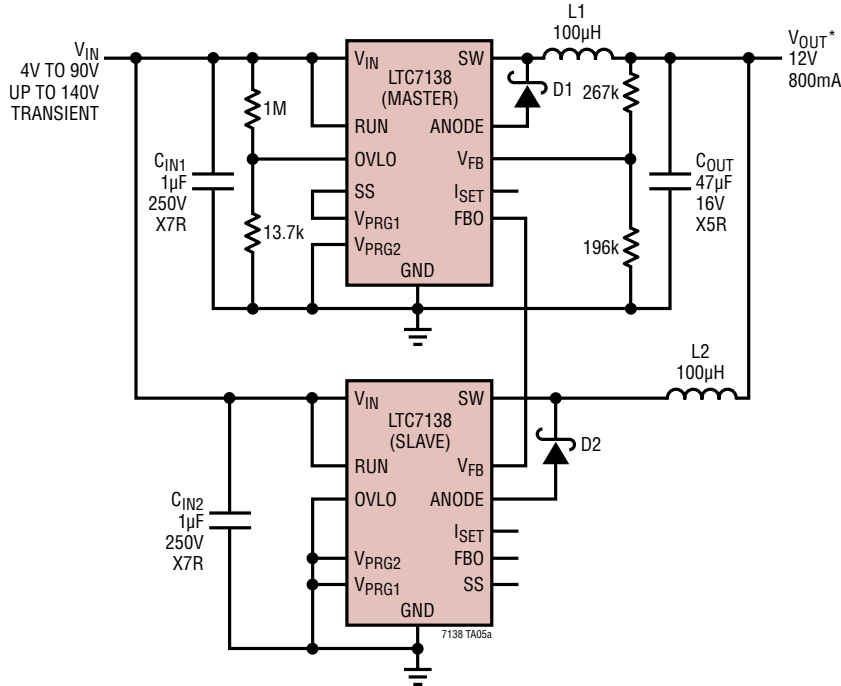 L1
100µH
VIN
4V TO 90V
UP TO 140V
TRANSIENT
VIN
SW
LTC7138
(MASTER)
VOUT*
12V
800mA
D1
267k
1M
RUN
ANODE
OVLO
VFB
CIN1
1µF
250V
X7R
COUT
47µF
16V
X5R
SS
ISET
VPRG1
FBO
13.7k
VPRG2
196k
GND
L2
100µH
VIN
SW
LTC7138
(SLAVE)
D2
RUN
VFB
OVLO
ANODE
CIN2
1µF
250V
X7R
ISET
VPRG2
FBO
VPRG1
SS
GND
7138 TA05a